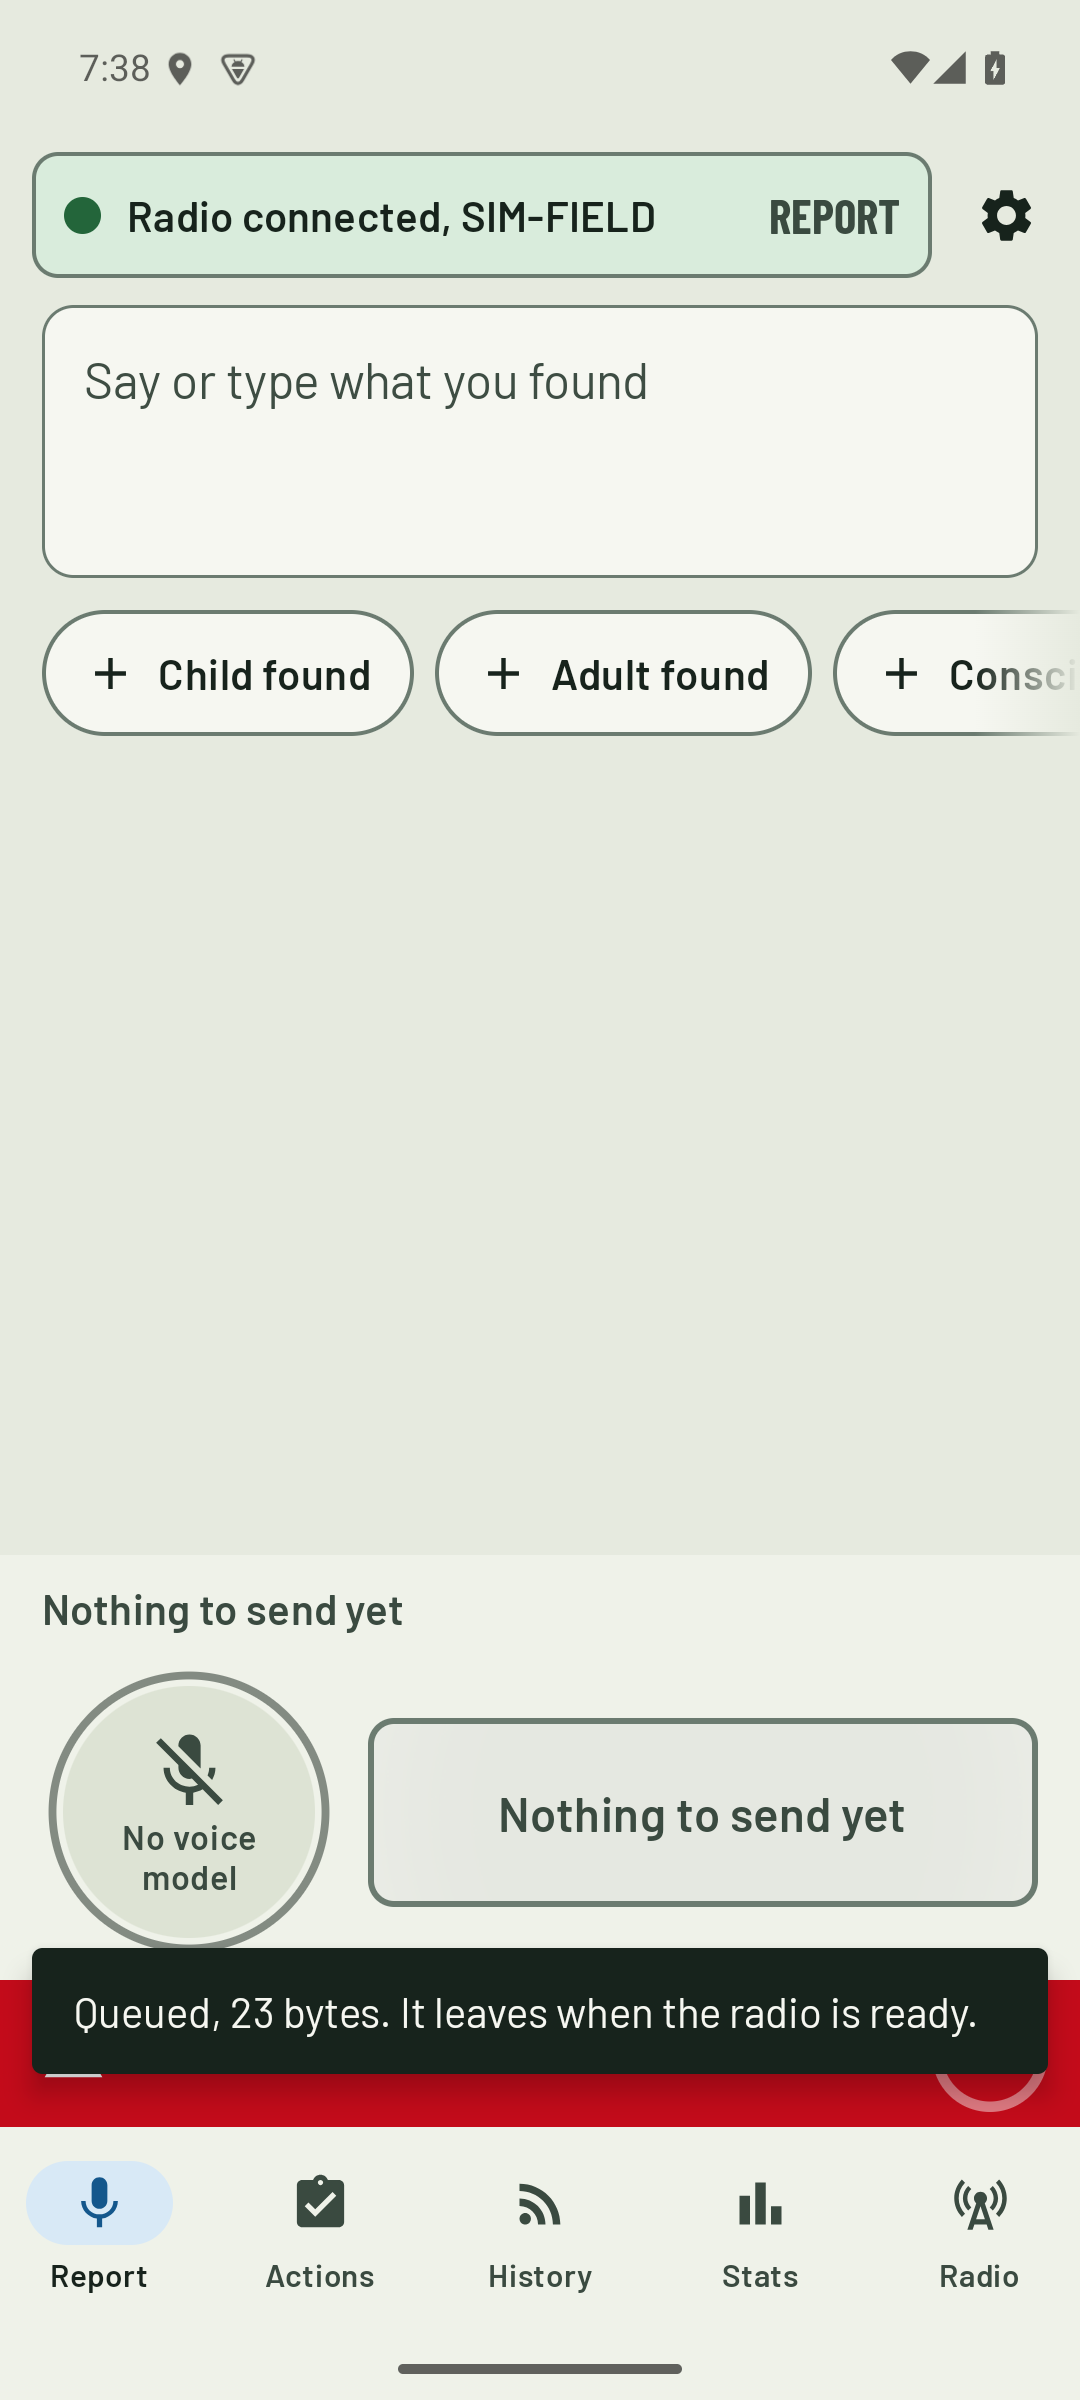 7:38
Radio connected, SIM-FIELD REPORT
Say or type what you found
Child found
Adult found
Nothing to send yet
No voice
model
Nothing to send yet
Queued, 23 bytes. It leaves when the radio is ready.
Report
Actions
History
Stats
Radio